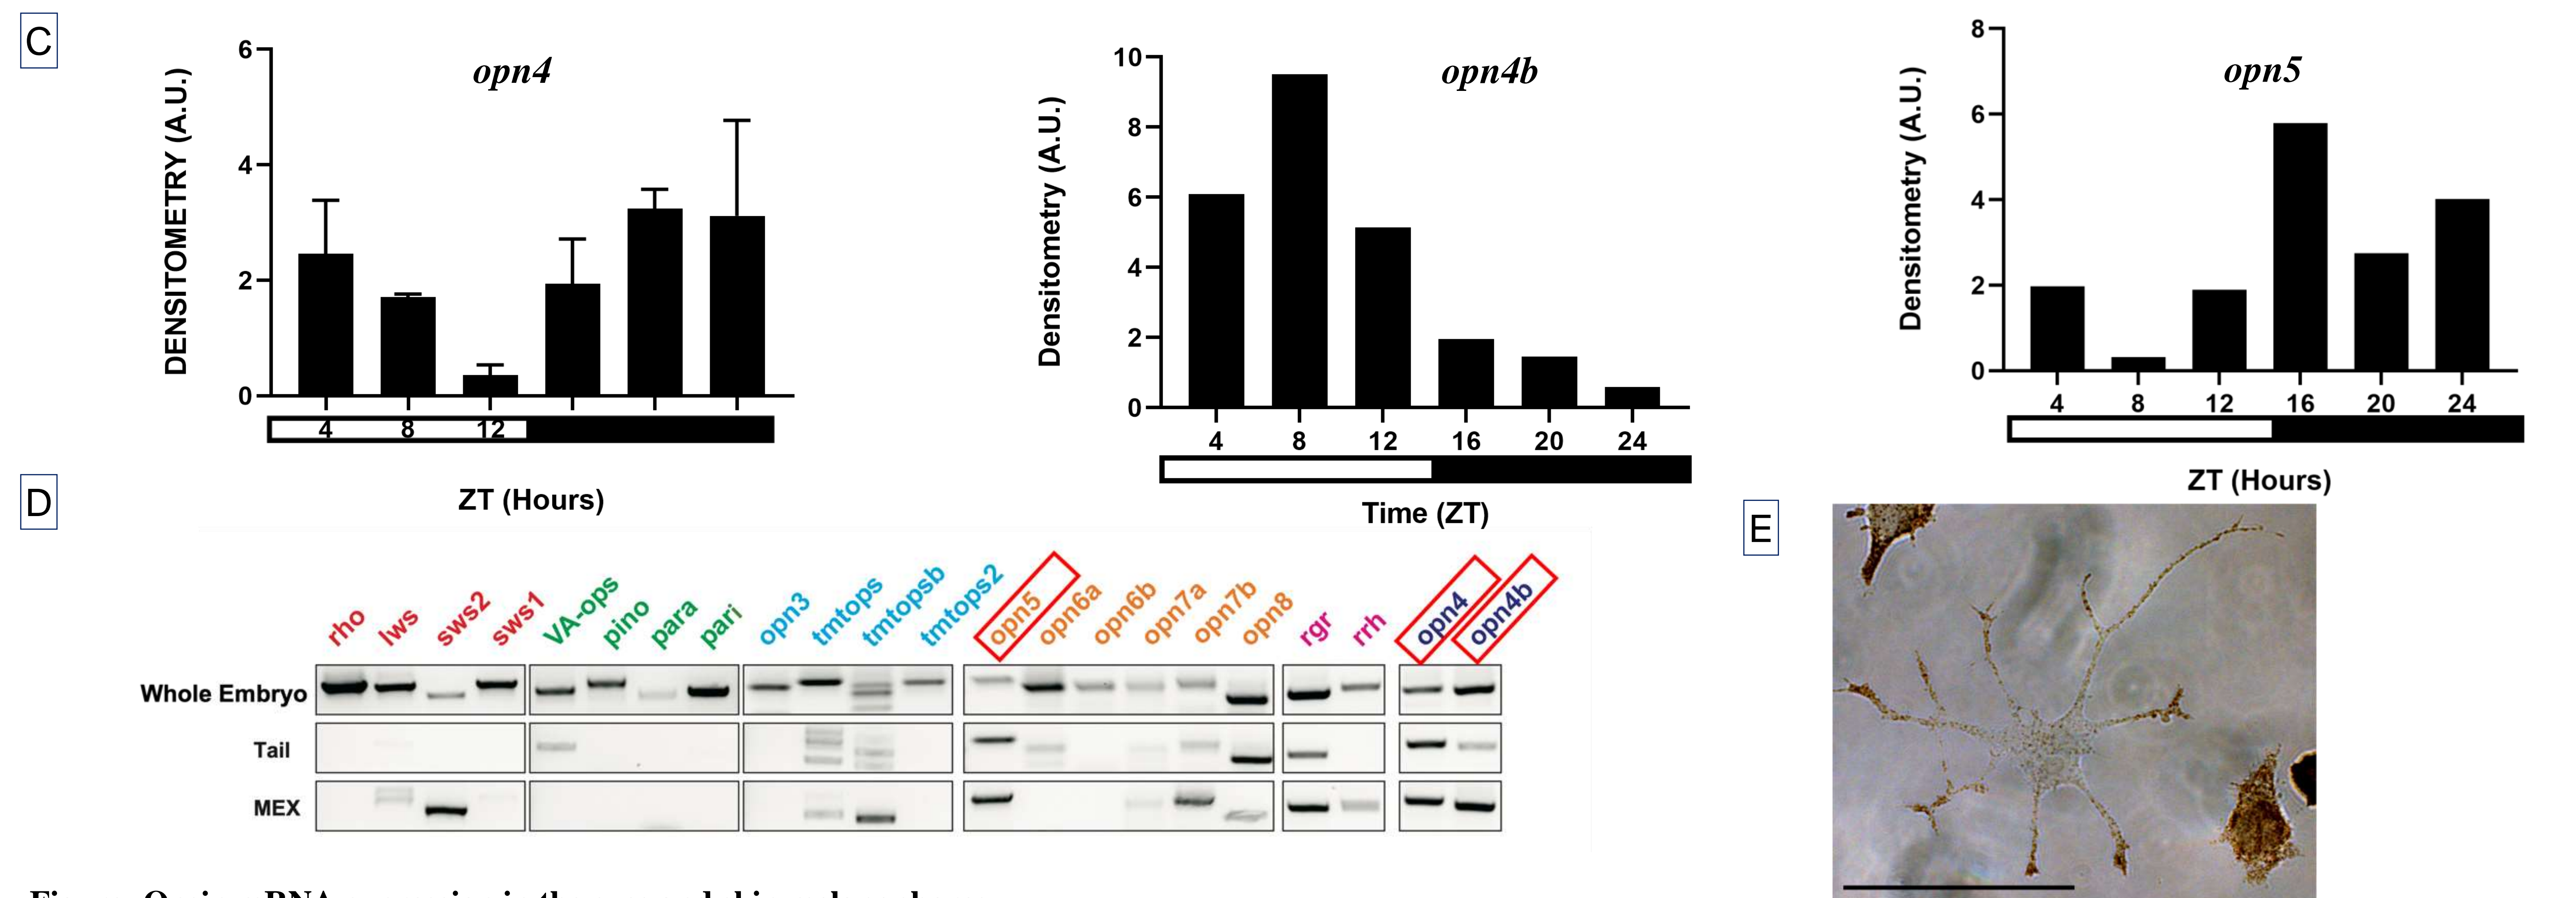 C
opn4
DENSITOMETRY (A.U.)
6
4
2
0
4 8 12
ZT (Hours)
opn4b
Densitometry (A.U.)
10
8
6
4
2
0
4 8 12 16 20 24
Time (ZT)
opn5
Densitometry (A.U.)
8
6
4
2
0
4 8 12 16 20 24
ZT (Hours)
D
rho lws sws2 sws1 VA-ops pino para pari opn3 tmtops tmtopsb tmtops2 opn5 opn6a opn6b opn7a opn7b opn8 rgr rrh opn4 opn4b
Whole Embryo
Tail
MEX
E